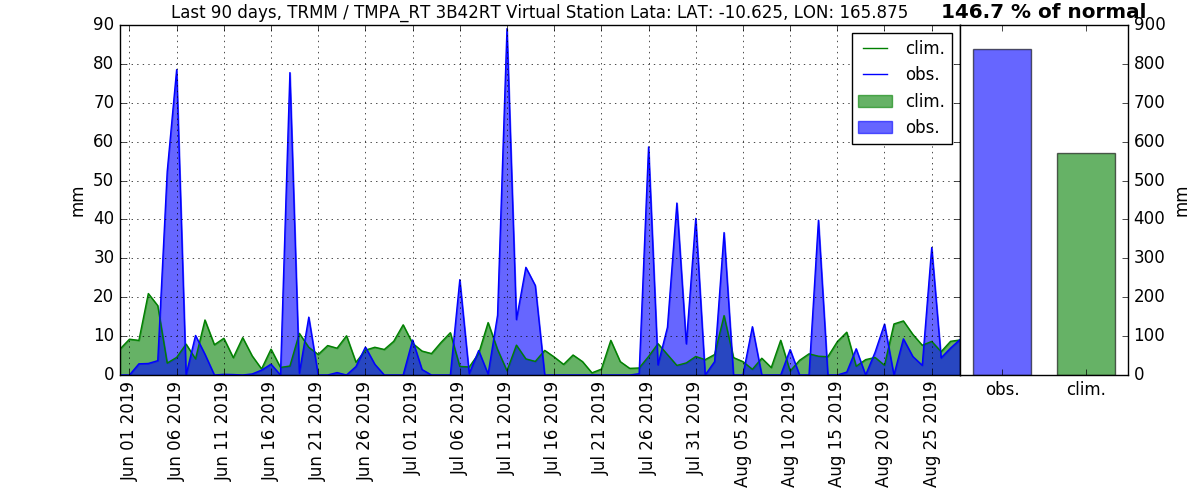 Last 90 days, TRMM / TMPA_RT 3B42RT Virtual Station Lata: LAT: -10.625, LON: 165.875
146.7 % of normal
90
80
70
60
50
40
30
20
10
0
mm
clim.
obs.
clim.
obs.
900
800
700
600
500
400
300
200
100
0
mm
Jun 01 2019
Jun 06 2019
Jun 11 2019
Jun 16 2019
Jun 21 2019
Jun 26 2019
Jul 01 2019
Jul 06 2019
Jul 11 2019
Jul 16 2019
Jul 21 2019
Jul 26 2019
Jul 31 2019
Aug 05 2019
Aug 10 2019
Aug 15 2019
Aug 20 2019
Aug 25 2019
obs.
clim.